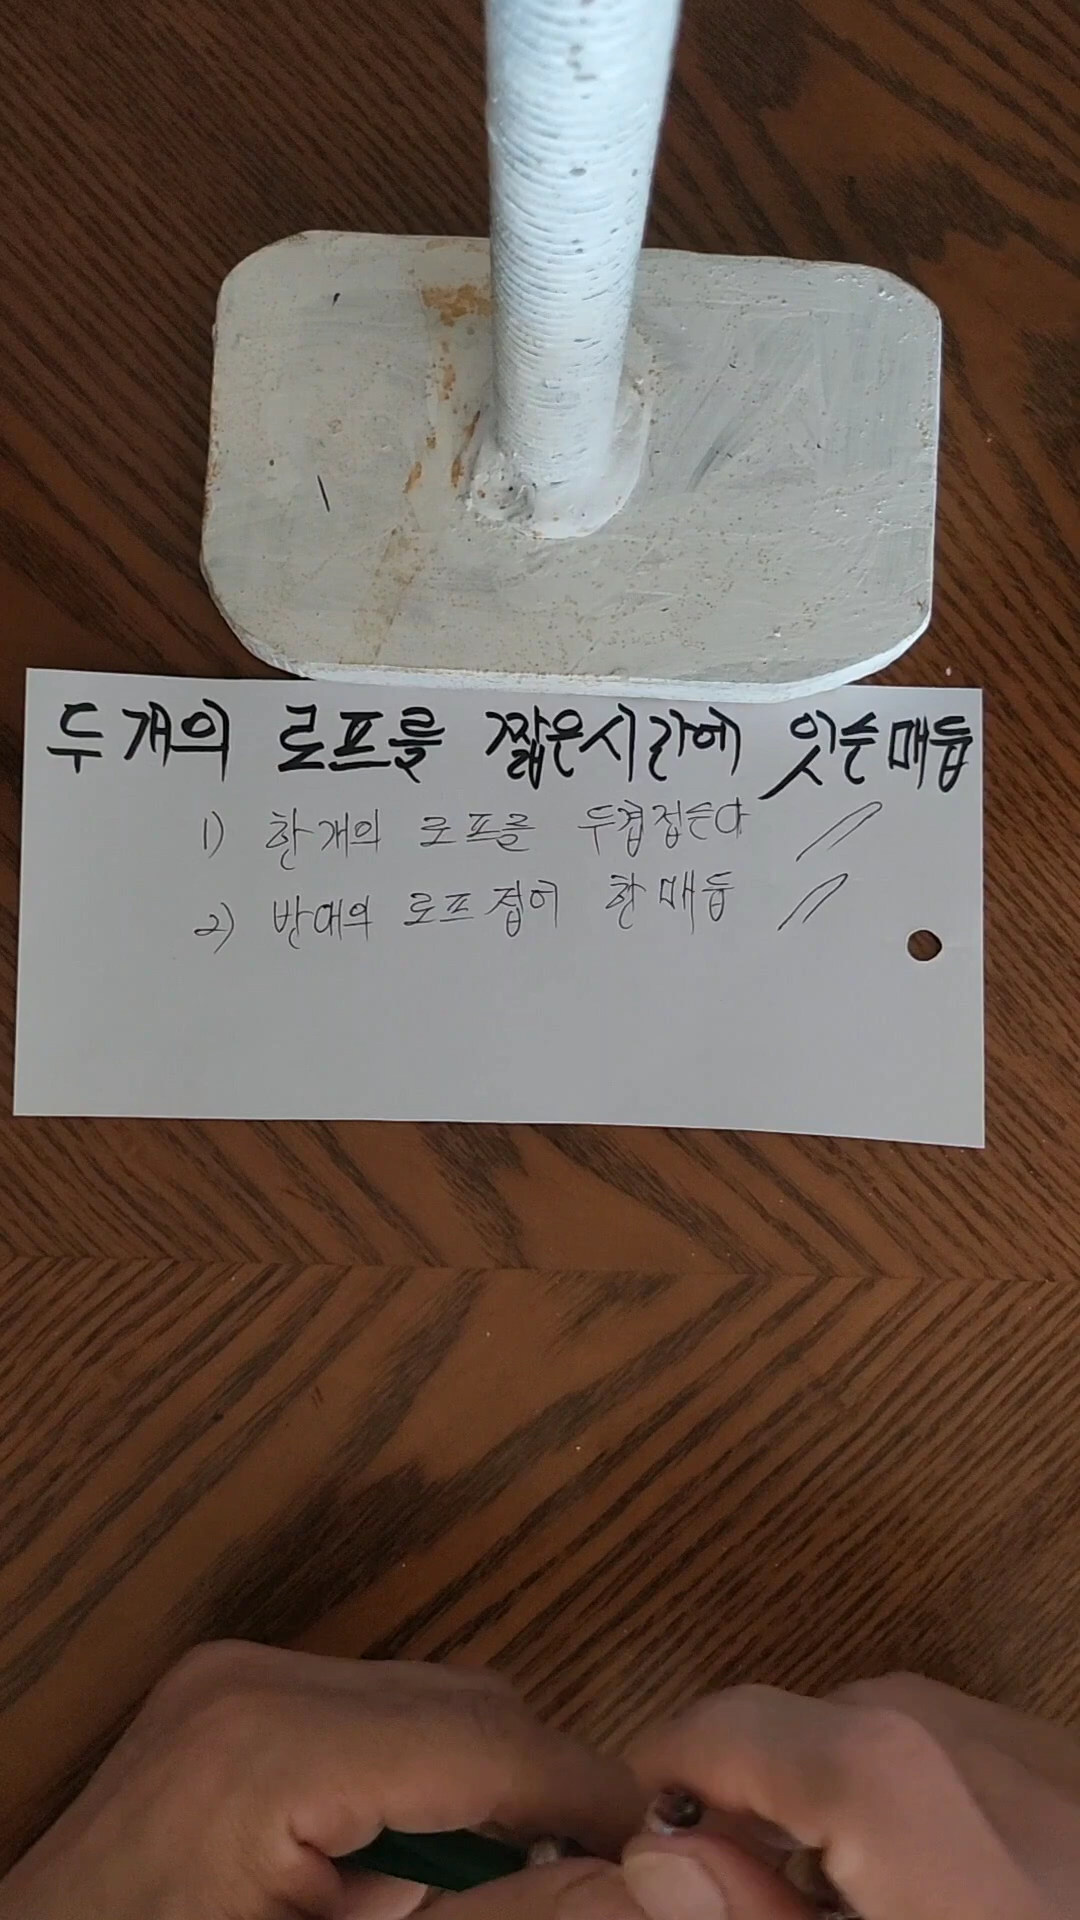 두개의 로프를 짧은시간에 잇는매듭
1) 한개의 로프를 두겹접는다
2) 반대의 로프접어 한매듭